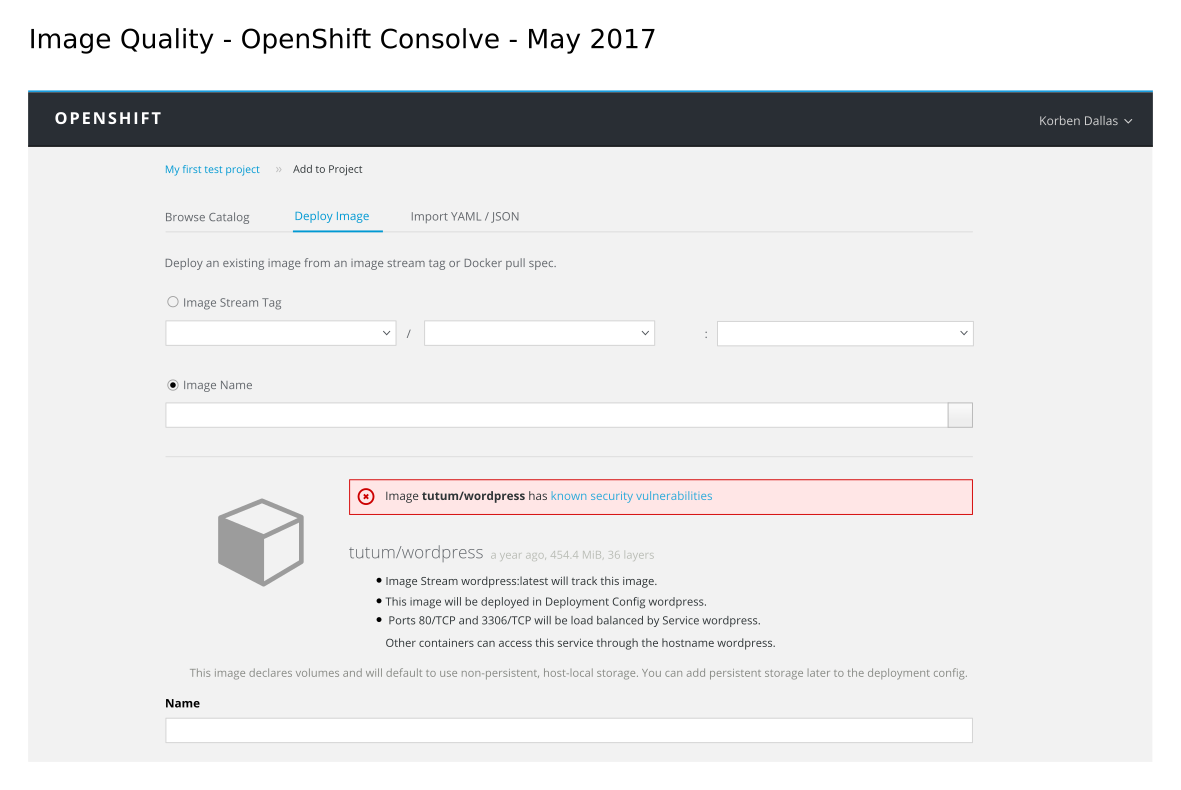 Image Quality - OpenShift Consolve - May 2017
OPENSHIFT
Korben Dallas
My first test project » Add to Project
Browse Catalog Deploy Image Import YAML / JSON
Deploy an existing image from an image stream tag or Docker pull spec.
Image Stream Tag
/ :
Image Name
Image tutum/wordpress has known security vulnerabilities
tutum/wordpress a year ago, 454.4 MiB, 36 layers
• Image Stream wordpress:latest will track this image.
• This image will be deployed in Deployment Config wordpress.
• Ports 80/TCP and 3306/TCP will be load balanced by Service wordpress.
Other containers can access this service through the hostname wordpress.
This image declares volumes and will default to use non-persistent, host-local storage. You can add persistent storage later to the deployment config.
Name